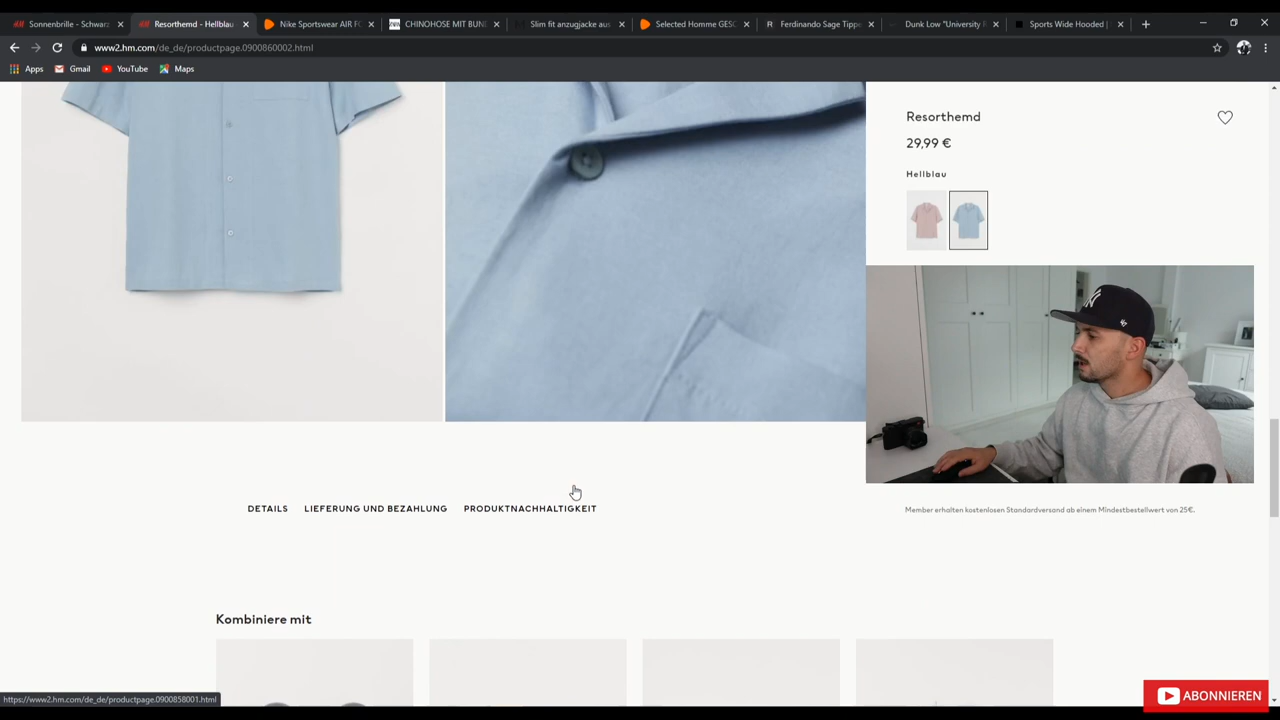 Sonnenbrille - Schwarz
Resorthemd - Hellblau
Nike Sportswear AIR FO
CHINOHOSE MIT BUND
Slim fit anzugjacke aus
Selected Homme GESC
Ferdinando Sage Tippe
Dunk Low "University R
Sports Wide Hooded |
www2.hm.com/de_de/productpage.0900860002.html
Apps
Gmail
YouTube
Maps
Resorthemd
29,99 €
Hellblau
DETAILS
LIEFERUNG UND BEZAHLUNG
PRODUKTNACHHALTIGKEIT
Member erhalten kostenlosen Standardversand ab einem Mindestbestellwert von 25€.
Kombiniere mit
https://www2.hm.com/de_de/productpage.0900858001.html
ABONNIEREN